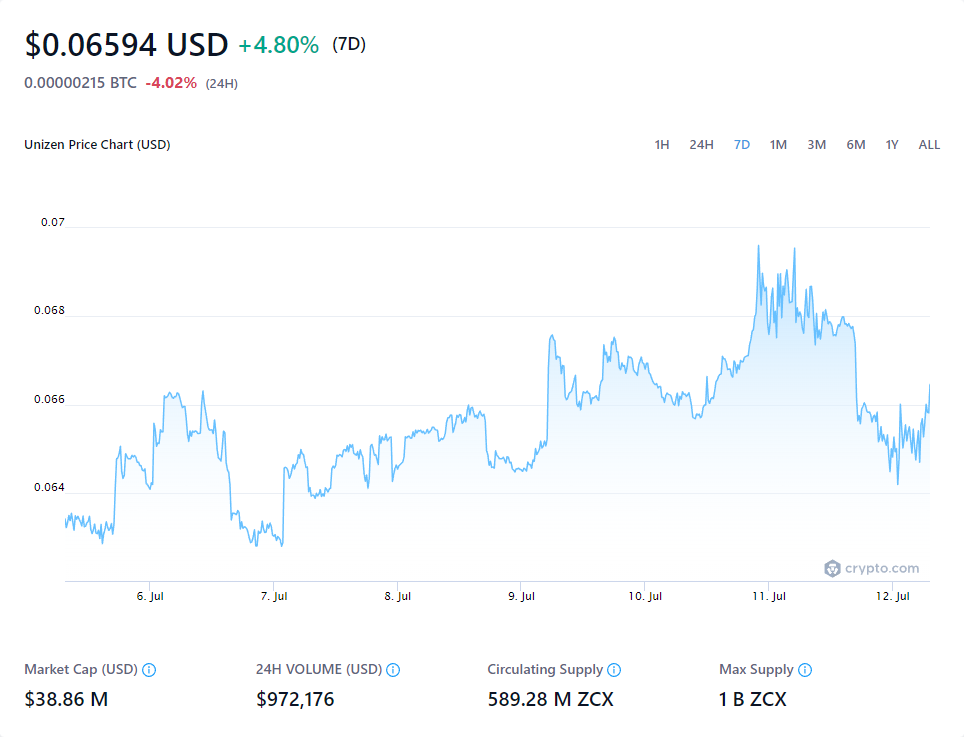 $0.06594 USD +4.80% (7D)
0.00000215 BTC -4.02% (24H)
Unizen Price Chart (USD) 1H 24H 7D 1M 3M 6M 1Y ALL
0.07
0.068
0.066
0.064
crypto.com
6. Jul 7. Jul 8. Jul 9. Jul 10. Jul 11. Jul 12. Jul
Market Cap (USD) 24H VOLUME (USD) Circulating Supply Max Supply
$38.86 M $972,176 589.28 M ZCX 1 B ZCX